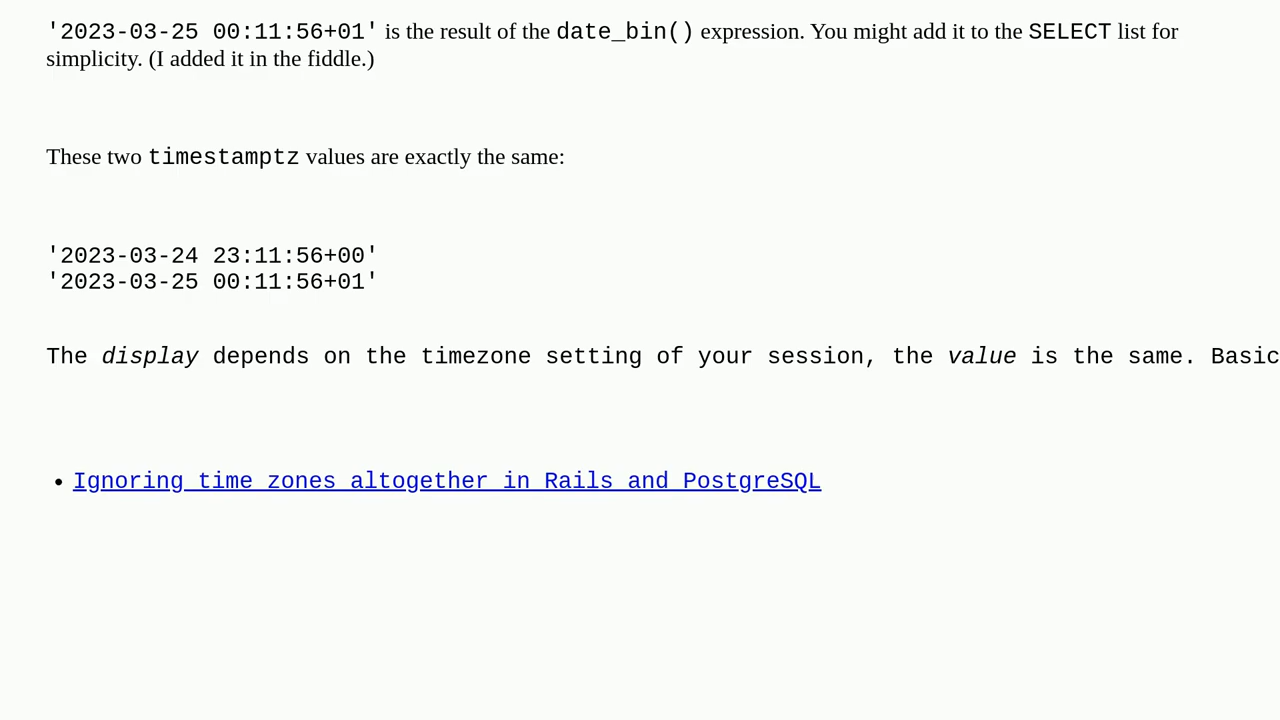 '2023-03-25 00:11:56+01' is the result of the date_bin() expression. You might add it to the SELECT list for
simplicity. (I added it in the fiddle.)
These two timestamptz values are exactly the same:
'2023-03-24 23:11:56+00'
'2023-03-25 00:11:56+01'
The display depends on the timezone setting of your session, the value is the same. Basic
• Ignoring time zones altogether in Rails and PostgreSQL